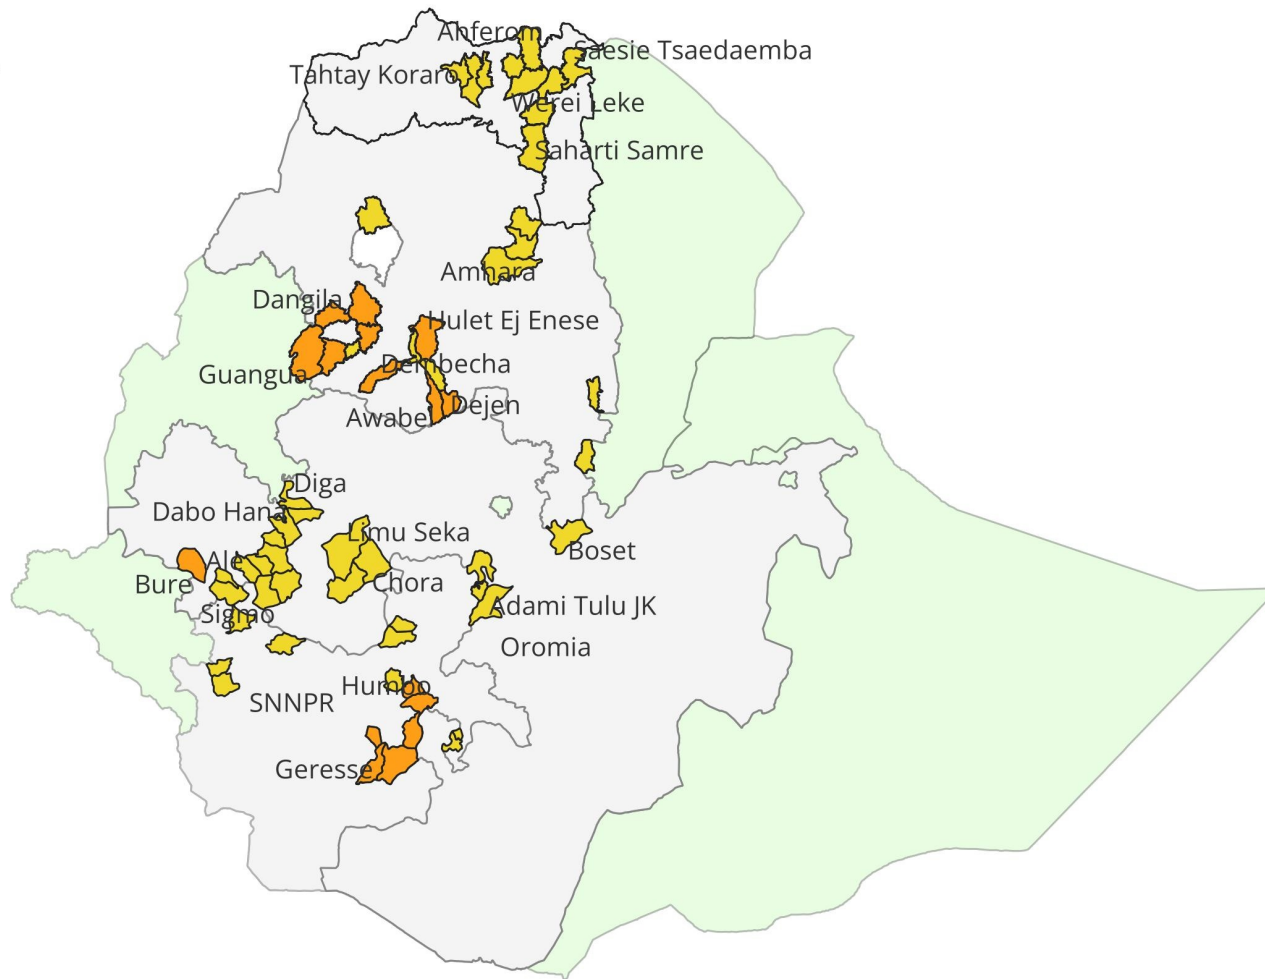 Ahferom
Saesie Tsaedaemba
Tahtay Koraro
Werei Leke
Saharti Samre
Amhara
Dangila
Hulet Ej Enese
Dembecha
Guangua
Dejen
Awabel
Diga
Dabo Hana
Limu Seka
Boset
Ale
Bure
Chora
Sigmo
Adami Tulu JK
Oromia
Humbo
SNNPR
Geresse